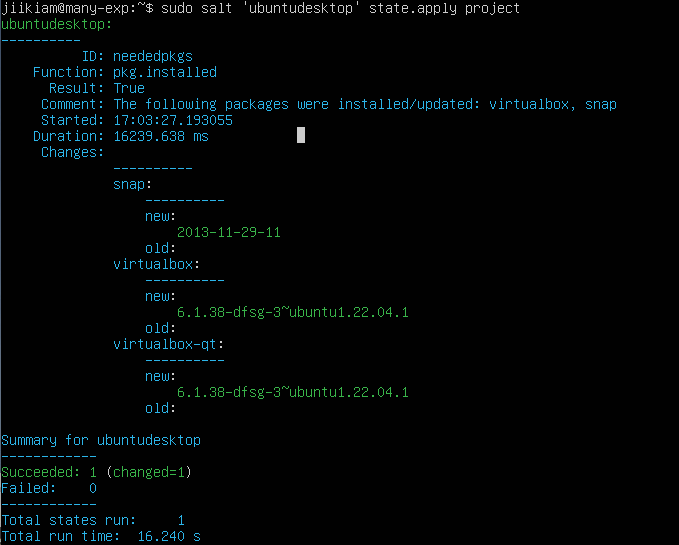 jiikiam@many-exp:~$ sudo salt 'ubuntudesktop' state.apply project
ubuntudesktop:
----------
          ID: neededpkgs
    Function: pkg.installed
      Result: True
     Comment: The following packages were installed/updated: virtualbox, snap
     Started: 17:03:27.193055
    Duration: 16239.638 ms
     Changes:
              ----------
              snap:
                  ----------
                  new:
                      2013-11-29-11
                  old:
              virtualbox:
                  ----------
                  new:
                      6.1.38-dfsg-3~ubuntu1.22.04.1
                  old:
              virtualbox-qt:
                  ----------
                  new:
                      6.1.38-dfsg-3~ubuntu1.22.04.1
                  old:
Summary for ubuntudesktop
------------
Succeeded: 1 (changed=1)
Failed:    0
------------
Total states run:     1
Total run time:  16.240 s